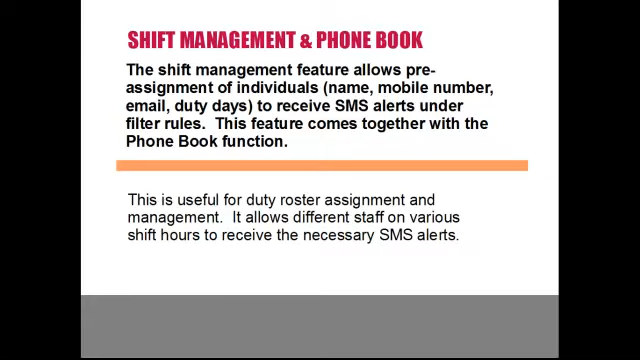 SHIFT MANAGEMENT & PHONE BOOK
The shift management feature allows pre-
assignment of individuals (name, mobile number,
email, duty days) to receive SMS alerts under
filter rules.  This feature comes together with the
Phone Book function.
This is useful for duty roster assignment and
management.  It allows different staff on various
shift hours to receive the necessary SMS alerts.